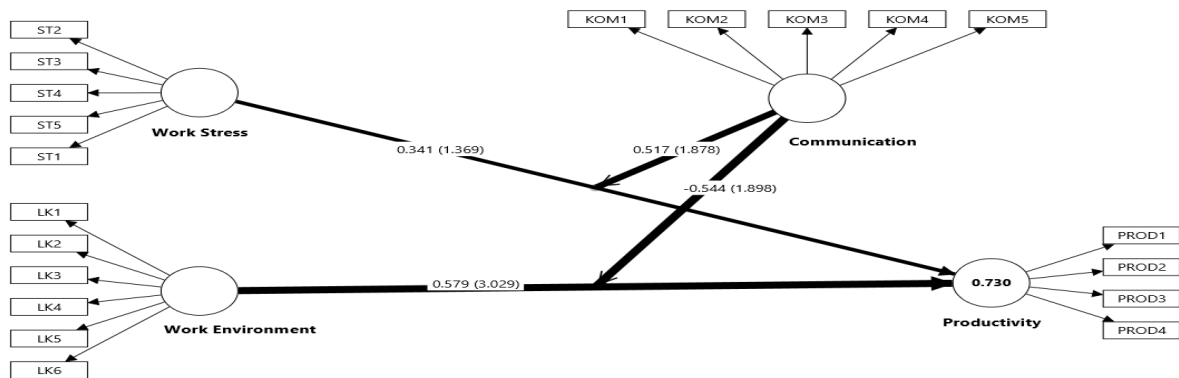 KOM1 KOM2 KOM3 KOM4 KOM5
ST2
ST3
ST4
ST5
ST1
Work Stress
Communication
0.341 (1.369)
0.517 (1.878)
-0.544 (1.898)
LK1
LK2
LK3
LK4
LK5
LK6
Work Environment
0.579 (3.029)
0.730
Productivity
PROD1
PROD2
PROD3
PROD4